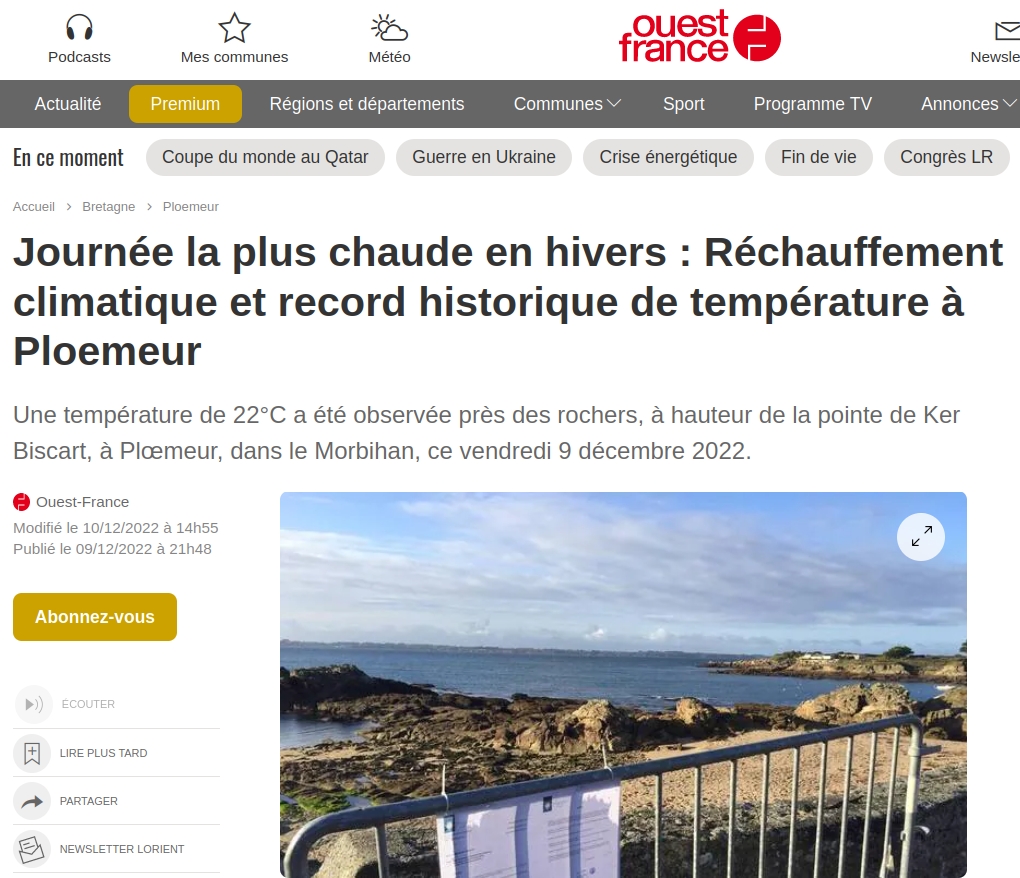 Podcasts
Mes communes
Météo
ouest
france
Newsle
Actualité
Premium
Régions et départements
Communes
Sport
Programme TV
Annonces
En ce moment
Coupe du monde au Qatar
Guerre en Ukraine
Crise énergétique
Fin de vie
Congrès LR
Accueil > Bretagne > Ploemeur
Journée la plus chaude en hivers : Réchauffement
climatique et record historique de température à
Ploemeur
Une température de 22°C a été observée près des rochers, à hauteur de la pointe de Ker
Biscart, à Plœmeur, dans le Morbihan, ce vendredi 9 décembre 2022.
Ouest-France
Modifié le 10/12/2022 à 14h55
Publié le 09/12/2022 à 21h48
Abonnez-vous
ÉCOUTER
LIRE PLUS TARD
PARTAGER
NEWSLETTER LORIENT